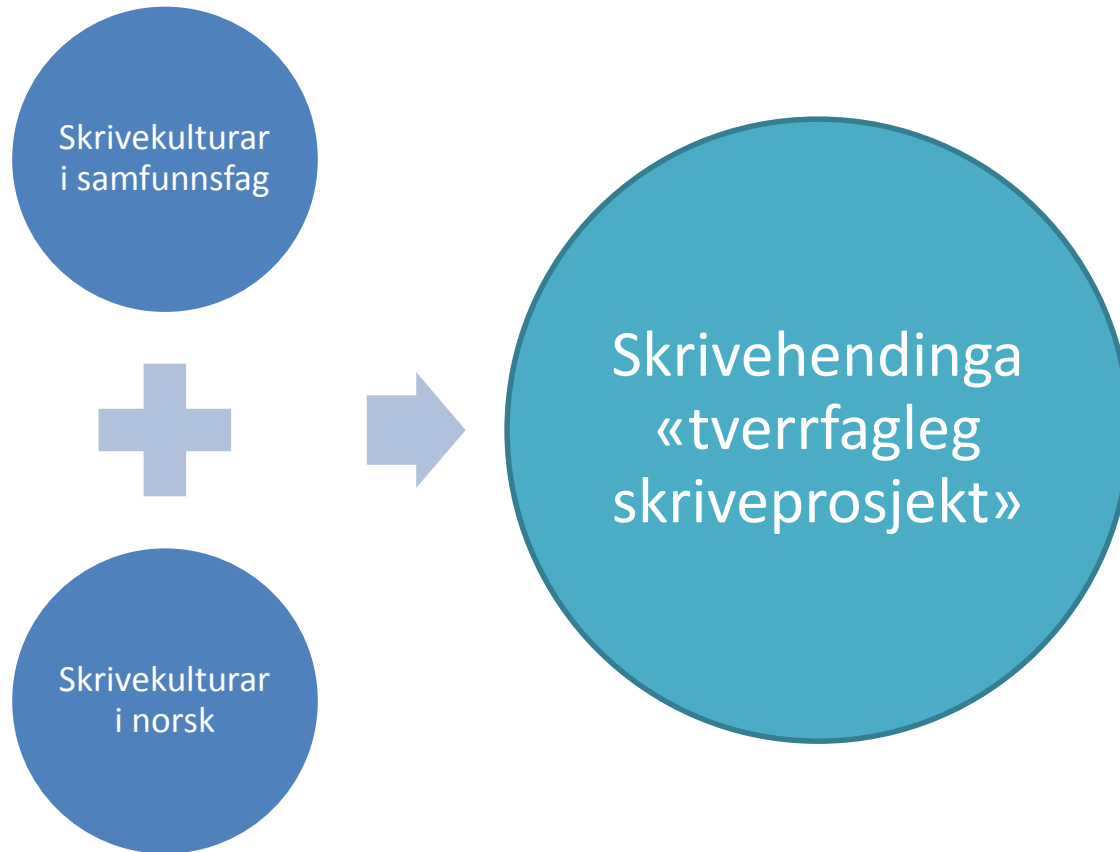 Skrivekulturar
i samfunnsfag
Skrivekulturar
i norsk
Skrivehendinga
«tverrfagleg
skriveprosjekt»